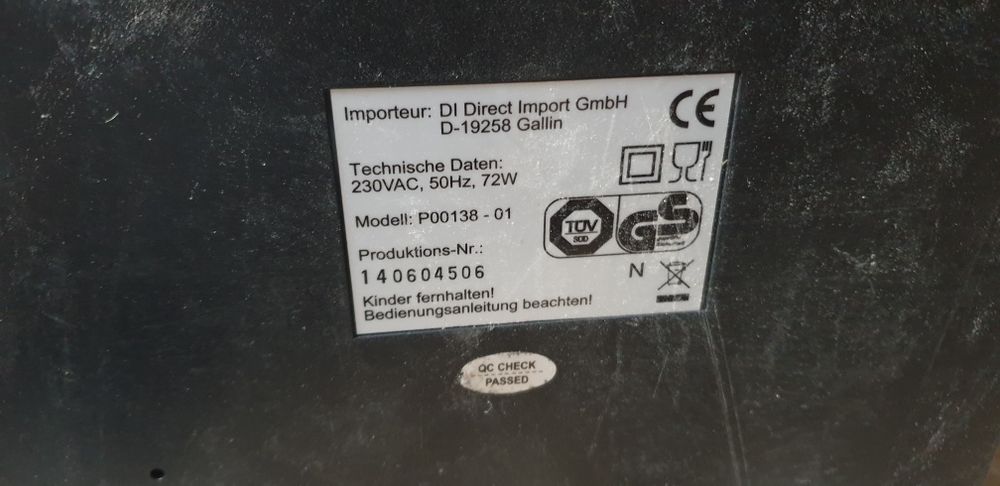 Importeur: DI Direct Import GmbH
D-19258 Gallin
CE
Technische Daten:
230VAC, 50Hz, 72W
Modell: P00138 - 01
TÜV
SÜD
GS
Produktions-Nr.:
140604506
N
Kinder fernhalten!
Bedienungsanleitung beachten!
QC CHECK
PASSED